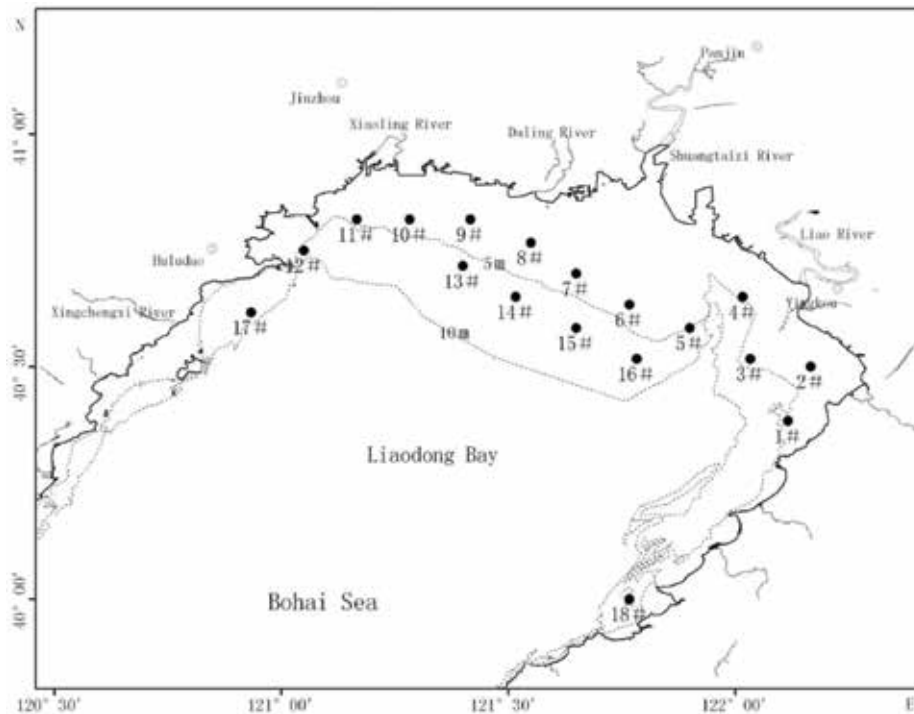 N
Panjin
Jinzhou
Xiaoling River
41° 00'
Daling River
Shuangtaizi River
11#
10#
9#
Liao River
8#
Huludao
12#
5m
13#
7#
Yingkou
Xingchengxi River
14#
6#
4#
17#
10m
15#
5#
40° 30'
16#
3#
2#
1#
Liaodong Bay
Bohai Sea
40° 00'
18#
120° 30'
121° 00'
121° 30'
122° 00'
E